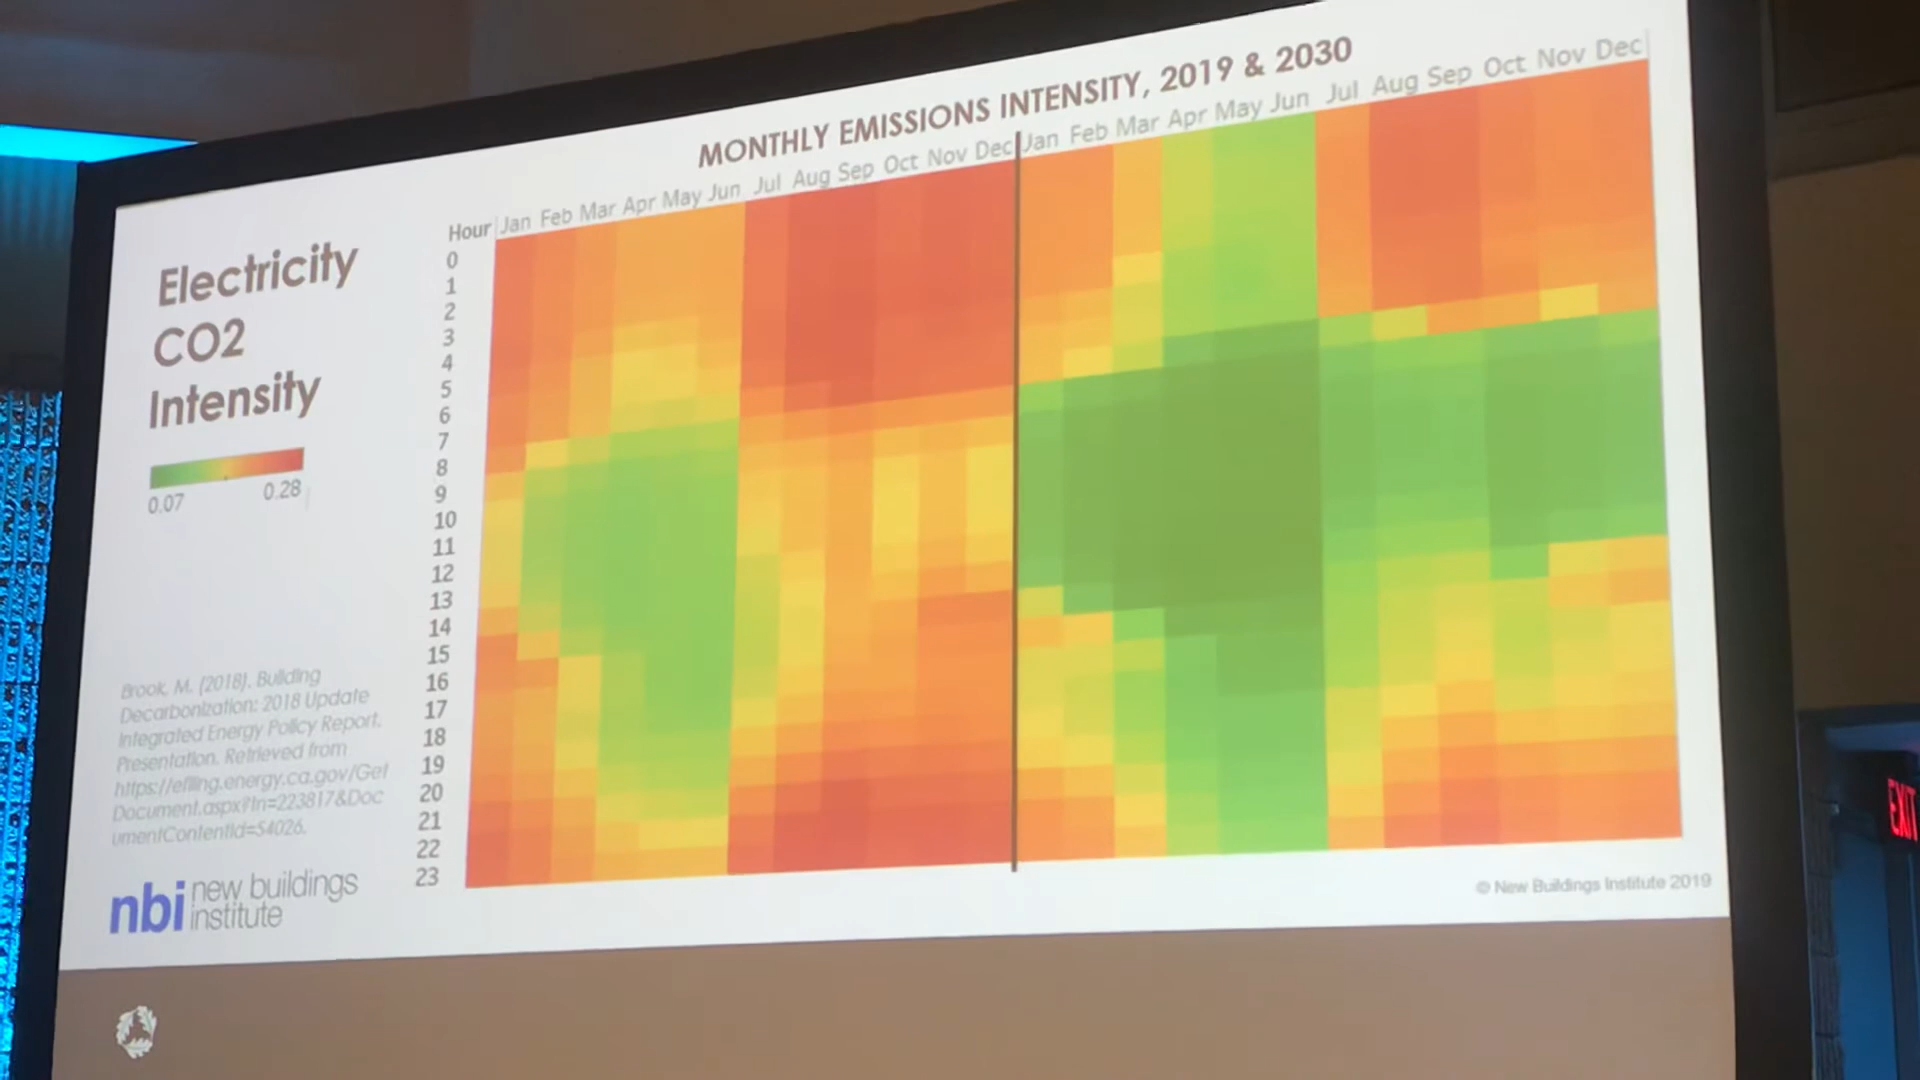 MONTHLY EMISSIONS INTENSITY, 2019 & 2030
Jan Feb Mar Apr May Jun Jul Aug Sep Oct Nov Dec Jan Feb Mar Apr May Jun Jul Aug Sep Oct Nov Dec
Hour
0
1
2
3
4
5
6
7
8
9
10
11
12
13
14
15
16
17
18
19
20
21
22
23
Electricity
CO2
Intensity
0.07 0.28
Brook, M. (2018). Building
Decarbonization: 2018 Update
Integrated Energy Policy Report.
Presentation. Retrieved from
https://efiling.energy.ca.gov/Get
Document.aspx?tn=223817&Doc
umentContentId=54026.
nbi new buildings
institute
© New Buildings Institute 2019
EXIT